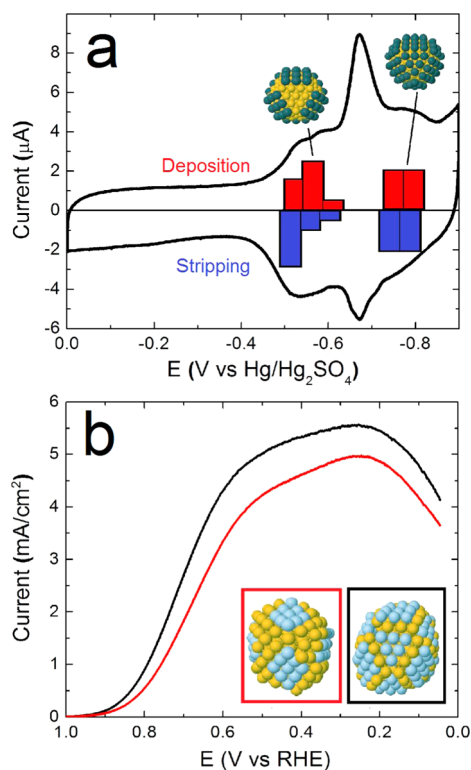 a
8
6
4
2
0
-2
-4
-6
Current(μA)
Deposition
Stripping
0.0 -0.2 -0.4 -0.6 -0.8
E (V vs Hg/Hg2SO4)
b
6
5
4
3
2
1
0
Current(mA/cm²)
1.0 0.8 0.6 0.4 0.2 0.0
E (V vs RHE)